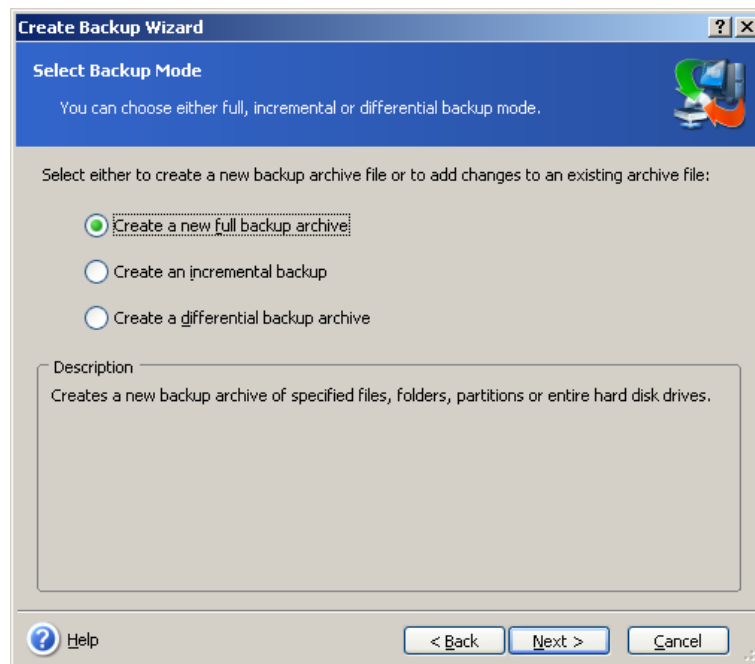 Create Backup Wizard
Select Backup Mode
You can choose either full, incremental or differential backup mode.
Select either to create a new backup archive file or to add changes to an existing archive file:
Create a new full backup archive
Create an incremental backup
Create a differential backup archive
Description
Creates a new backup archive of specified files, folders, partitions or entire hard disk drives.
Help
< Back
Next >
Cancel